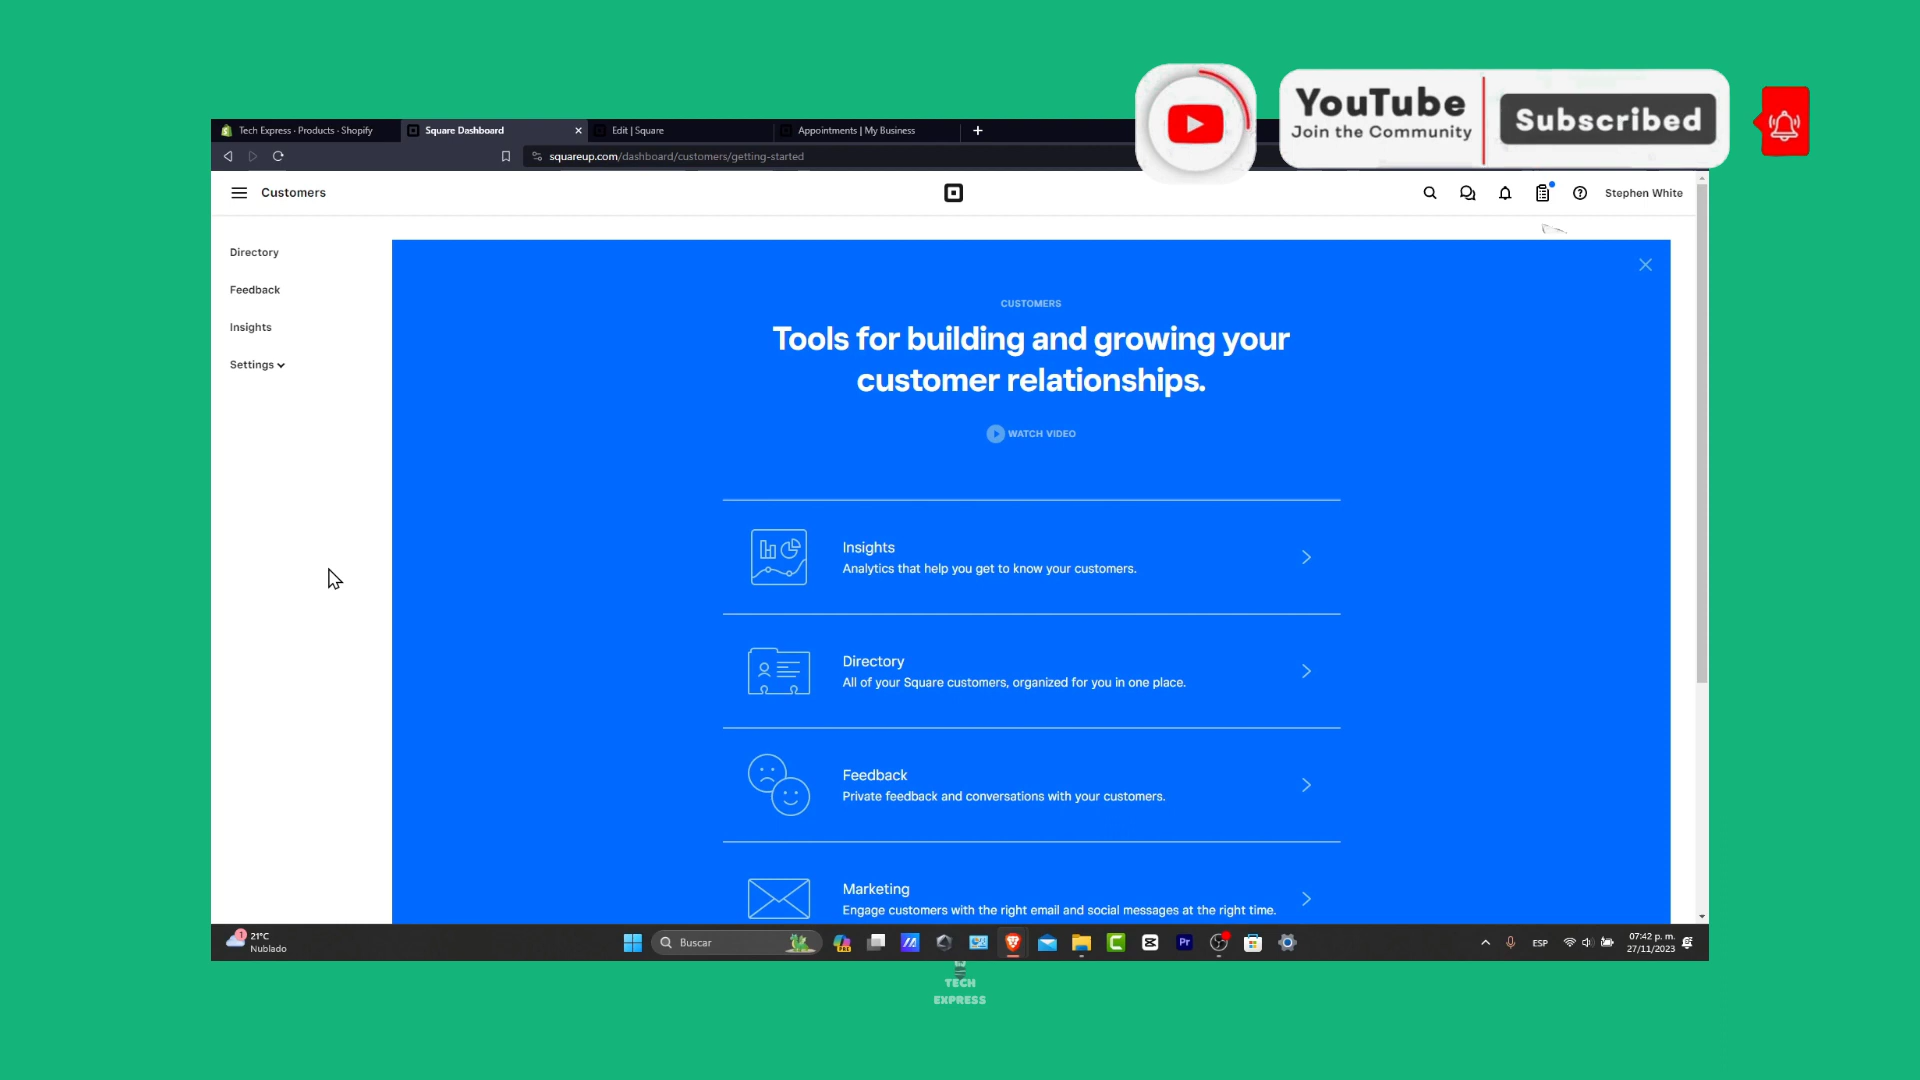 YouTube
Join the Community
Subscribed
Tech Express · Products · Shopify
Square Dashboard
Edit | Square
Appointments | My Business
squareup.com/dashboard/customers/getting-started
Customers
Stephen White
Directory
Feedback
Insights
Settings
CUSTOMERS
Tools for building and growing your
customer relationships.
WATCH VIDEO
Insights
Analytics that help you get to know your customers.
Directory
All of your Square customers, organized for you in one place.
Feedback
Private feedback and conversations with your customers.
Marketing
Engage customers with the right email and social messages at the right time.
1
21°C
Nublado
Buscar
Pr
ESP
07:42 p. m.
27/11/2023
TECH
EXPRESS